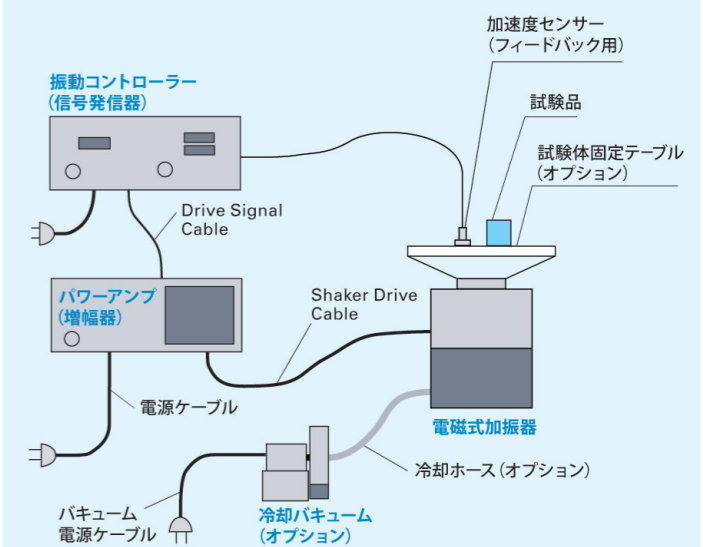 加速度センサー
(フィードバック用)
振動コントローラー
(信号発信器)
試験品
試験体固定テーブル
(オプション)
Drive Signal
Cable
パワーアンプ
(増幅器)
Shaker Drive
Cable
電源ケーブル
電磁式加振器
冷却ホース(オプション)
バキューム
電源ケーブル
冷却バキューム
(オプション)